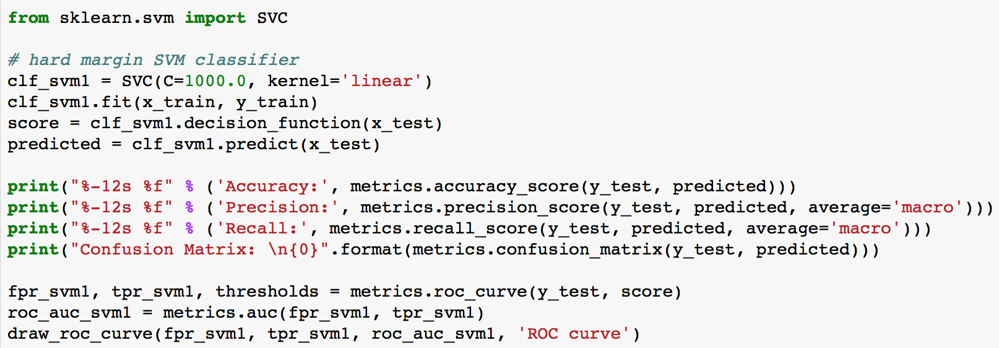 from sklearn.svm import SVC
# hard margin SVM classifier
clf_svm1 = SVC(C=1000.0, kernel='linear')
clf_svm1.fit(x_train, y_train)
score = clf_svm1.decision_function(x_test)
predicted = clf_svm1.predict(x_test)
print("%-12s %f" % ('Accuracy:', metrics.accuracy_score(y_test, predicted)))
print("%-12s %f" % ('Precision:', metrics.precision_score(y_test, predicted, average='macro')))
print("%-12s %f" % ('Recall:', metrics.recall_score(y_test, predicted, average='macro')))
print("Confusion Matrix: \n{0}".format(metrics.confusion_matrix(y_test, predicted)))
fpr_svm1, tpr_svm1, thresholds = metrics.roc_curve(y_test, score)
roc_auc_svm1 = metrics.auc(fpr_svm1, tpr_svm1)
draw_roc_curve(fpr_svm1, tpr_svm1, roc_auc_svm1, 'ROC curve')